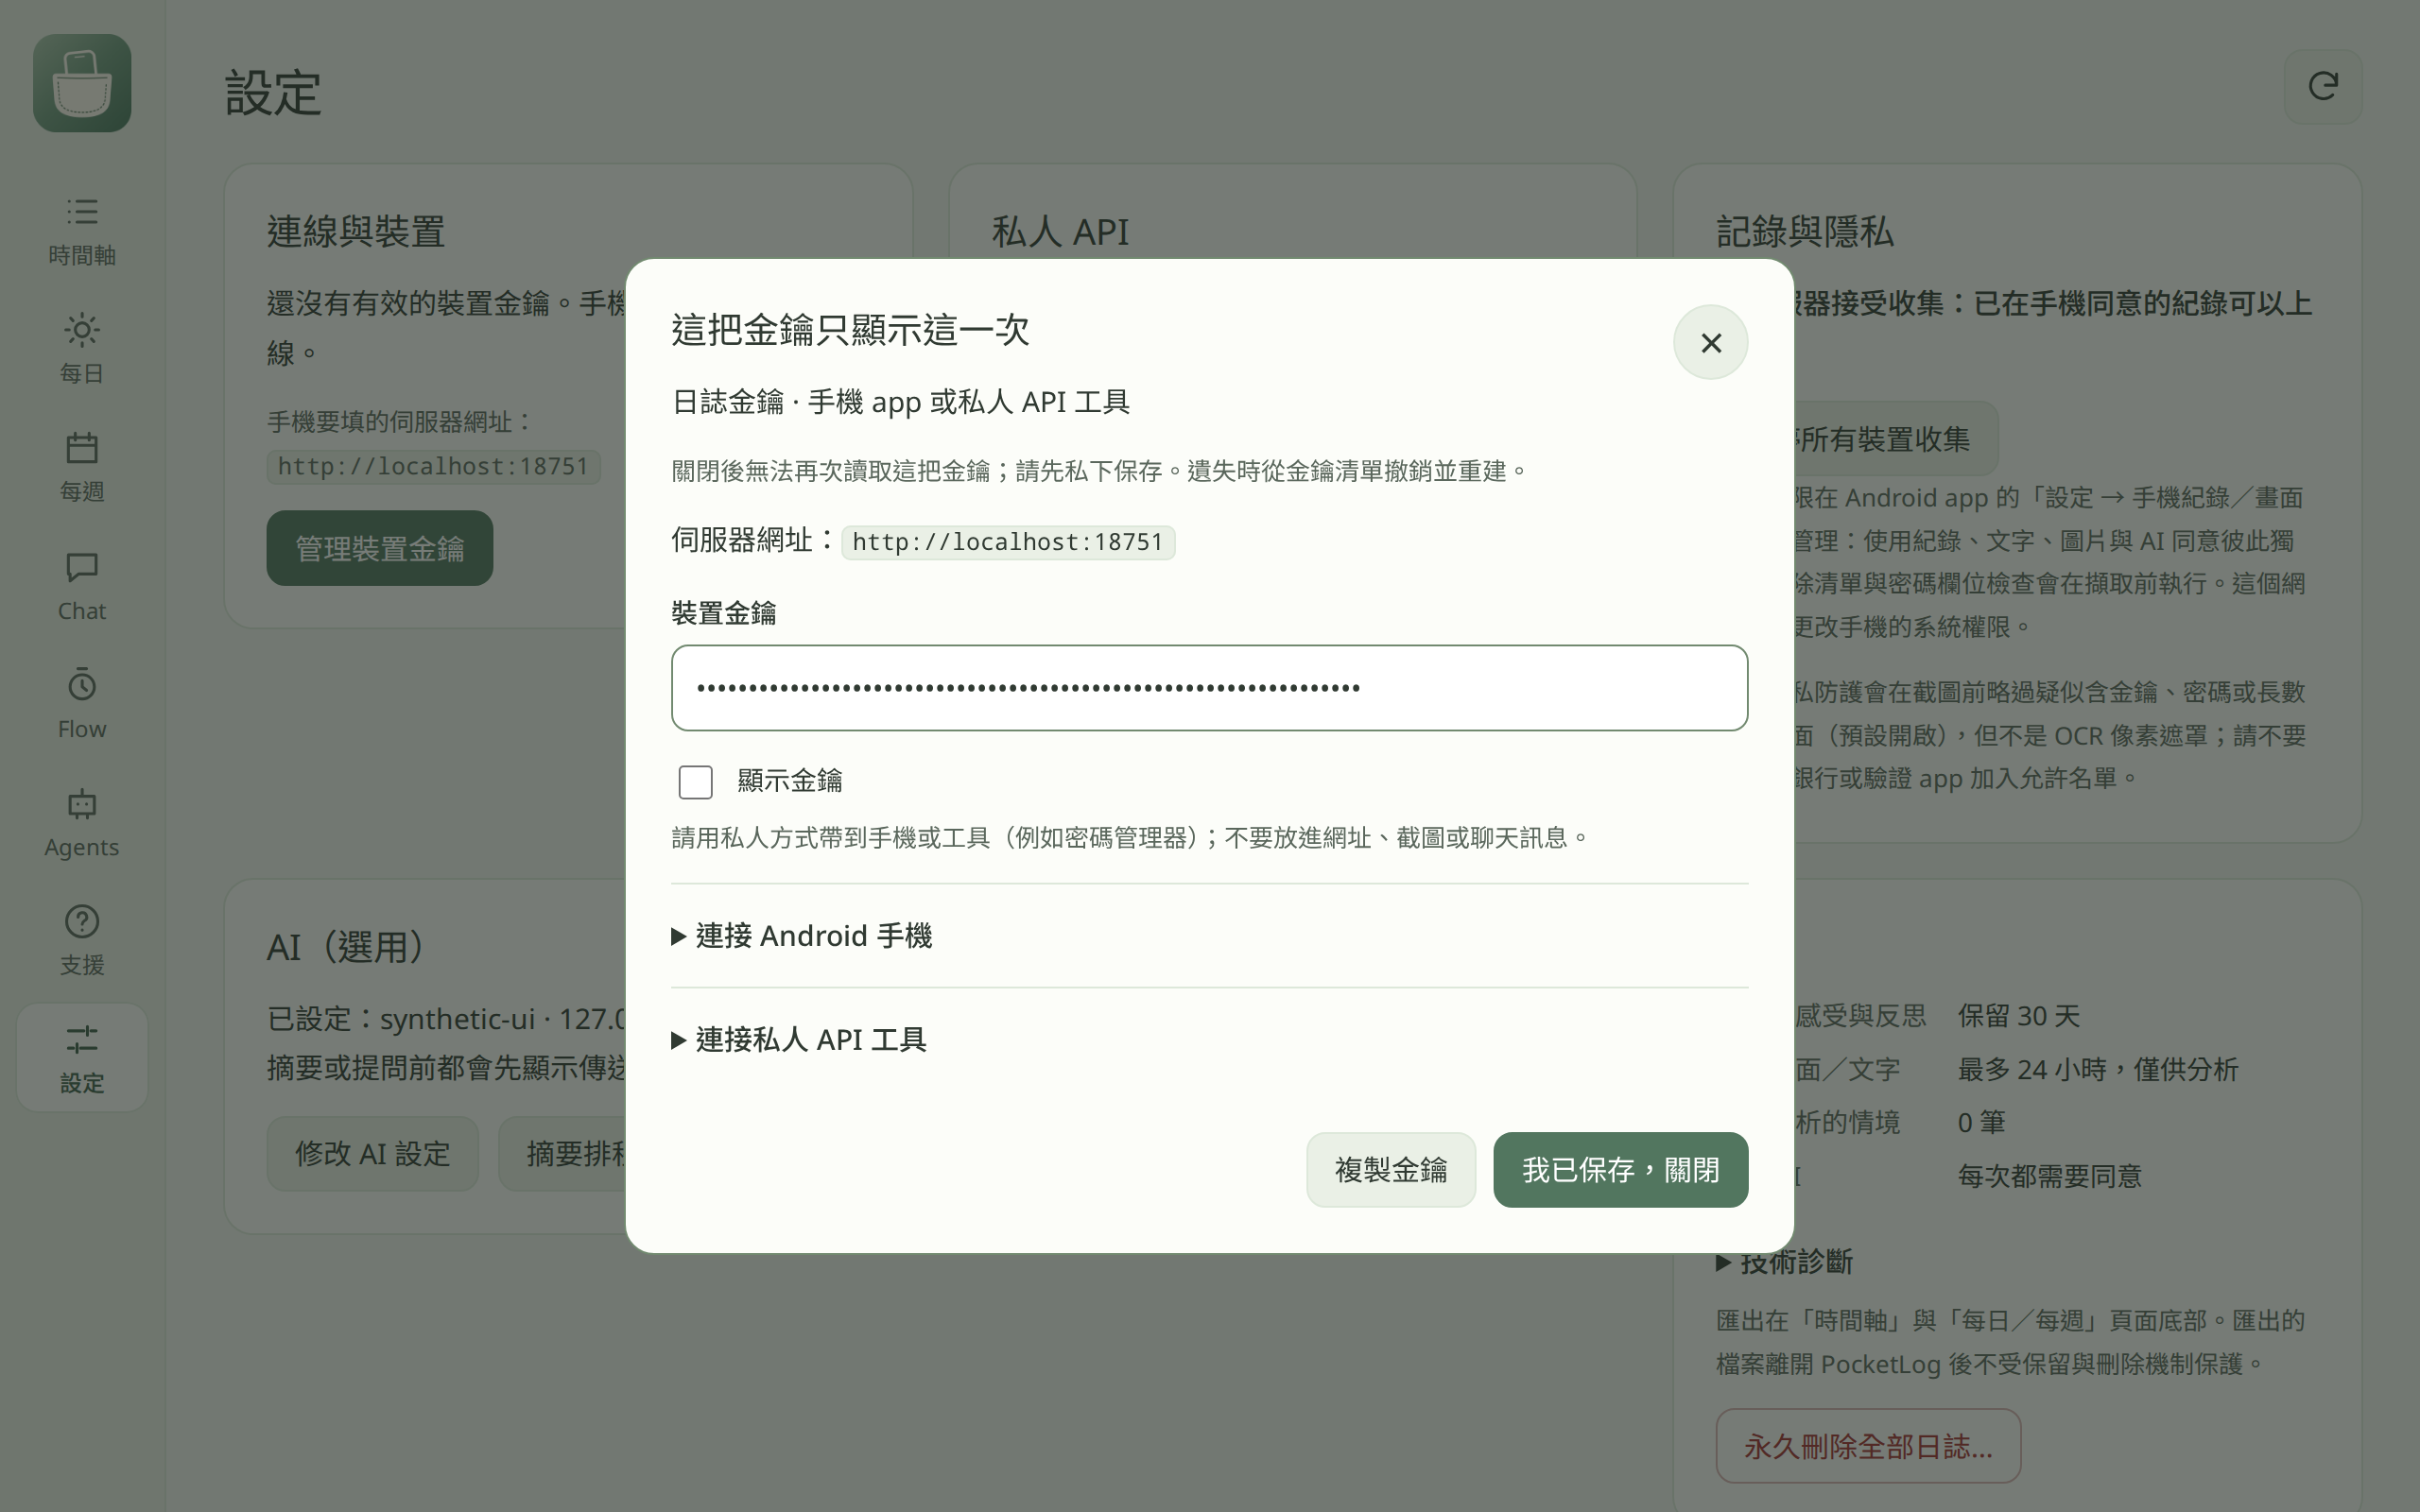 時間軸
每日
每週
Chat
Flow
Agents
支援
設定
設定
連線與裝置
還沒有有效的裝置金鑰。手機
線。
手機要填的伺服器網址：
http://localhost:18751
管理裝置金鑰
私人 API
記錄與隱私
服器接受收集：已在手機同意的紀錄可以上
所有裝置收集
限在 Android app 的「設定 → 手機紀錄／畫面
管理：使用紀錄、文字、圖片與 AI 同意彼此獨
除清單與密碼欄位檢查會在擷取前執行。這個網
更改手機的系統權限。
私防護會在截圖前略過疑似含金鑰、密碼或長數
面（預設開啟），但不是 OCR 像素遮罩；請不要
銀行或驗證 app 加入允許名單。
這把金鑰只顯示這一次
日誌金鑰 · 手機 app 或私人 API 工具
關閉後無法再次讀取這把金鑰；請先私下保存。遺失時從金鑰清單撤銷並重建。
伺服器網址：http://localhost:18751
裝置金鑰
顯示金鑰
請用私人方式帶到手機或工具（例如密碼管理器）；不要放進網址、截圖或聊天訊息。
連接 Android 手機
連接私人 API 工具
複製金鑰
我已保存，關閉
AI（選用）
已設定：synthetic-ui · 127.0
摘要或提問前都會先顯示傳送
修改 AI 設定
摘要排程
感受與反思 保留 30 天
面／文字 最多 24 小時，僅供分析
析的情境 0 筆
每次都需要同意
技術診斷
匯出在「時間軸」與「每日／每週」頁面底部。匯出的
檔案離開 PocketLog 後不受保留與刪除機制保護。
永久刪除全部日誌…